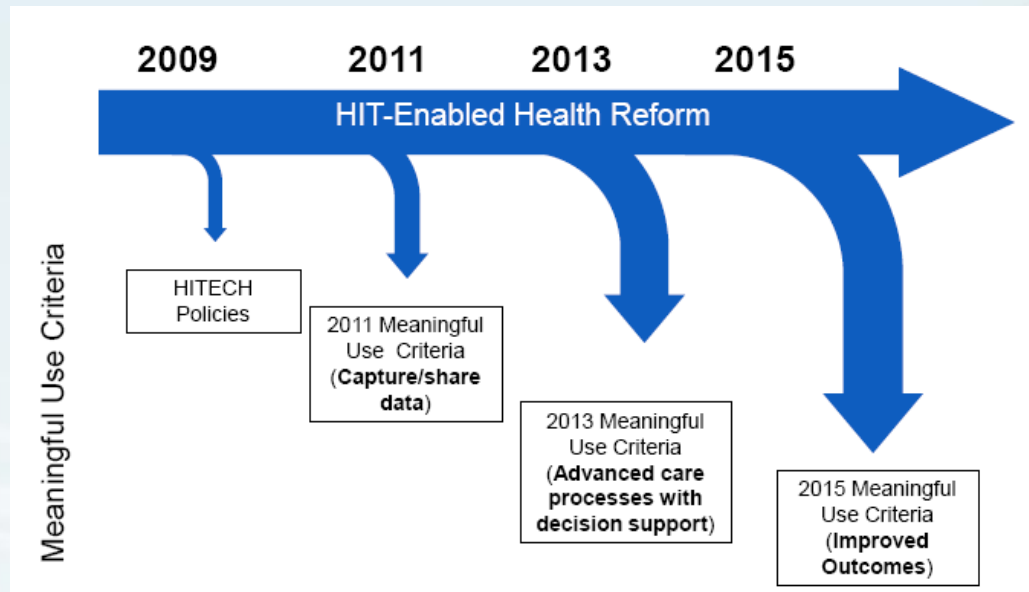 2009 2011 2013 2015
HIT-Enabled Health Reform
Meaningful Use Criteria
HITECH
Policies
2011 Meaningful
Use Criteria
(Capture/share
data)
2013 Meaningful
Use Criteria
(Advanced care
processes with
decision support)
2015 Meaningful
Use Criteria
(Improved
Outcomes)